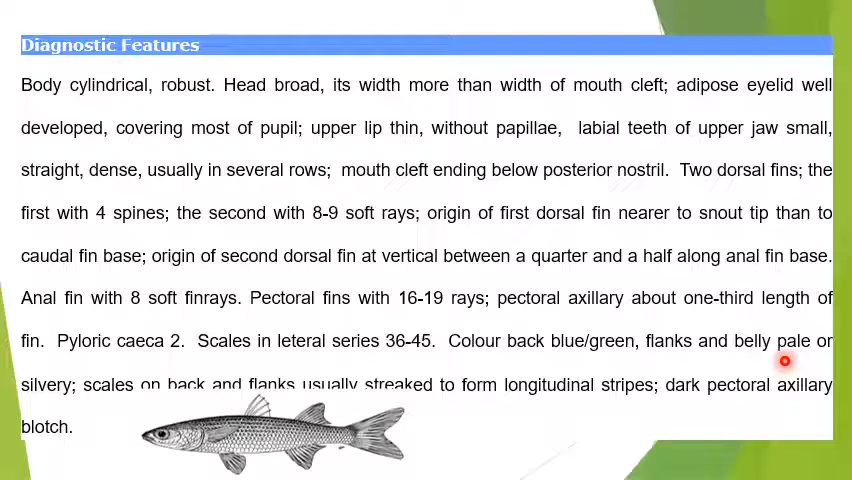 Diagnostic Features
Body cylindrical, robust. Head broad, its width more than width of mouth cleft; adipose eyelid well
developed, covering most of pupil; upper lip thin, without papillae, labial teeth of upper jaw small,
straight, dense, usually in several rows; mouth cleft ending below posterior nostril. Two dorsal fins; the
first with 4 spines; the second with 8-9 soft rays; origin of first dorsal fin nearer to snout tip than to
caudal fin base; origin of second dorsal fin at vertical between a quarter and a half along anal fin base.
Anal fin with 8 soft finrays. Pectoral fins with 16-19 rays; pectoral axillary about one-third length of
fin. Pyloric caeca 2. Scales in leteral series 36-45. Colour back blue/green, flanks and belly pale or
silvery; scales on back and flanks usually streaked to form longitudinal stripes; dark pectoral axillary
blotch.